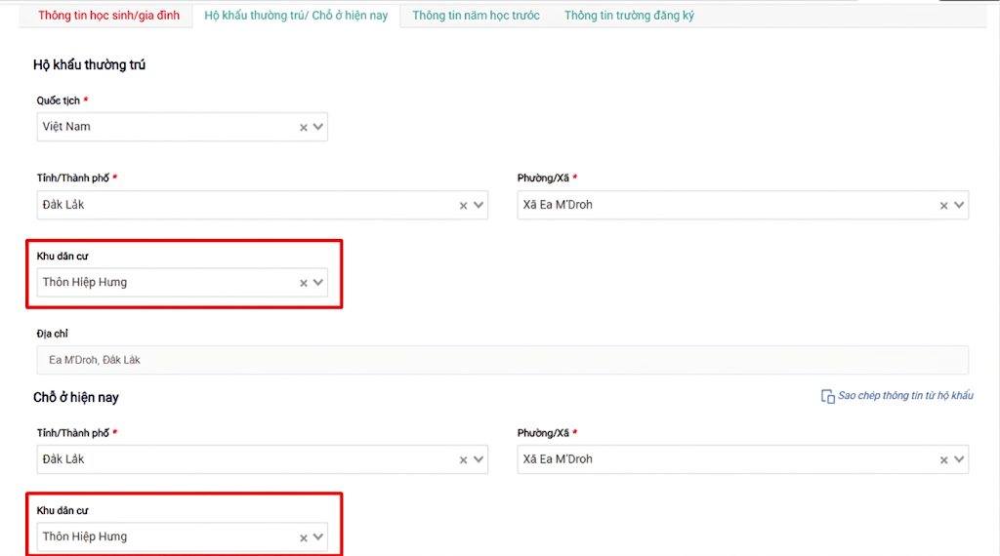 Thông tin học sinh/gia đình Hộ khẩu thường trú/ Chỗ ở hiện nay Thông tin năm học trước Thông tin trường đăng ký
Hộ khẩu thường trú
Quốc tịch *
Việt Nam
Tỉnh/Thành phố * Phường/Xã *
Đắk Lắk Xã Ea M'Droh
Khu dân cư
Thôn Hiệp Hưng
Địa chỉ
Ea M'Droh, Đắk Lắk
Chỗ ở hiện nay Sao chép thông tin từ hộ khẩu
Tỉnh/Thành phố * Phường/Xã *
Đắk Lắk Xã Ea M'Droh
Khu dân cư
Thôn Hiệp Hưng